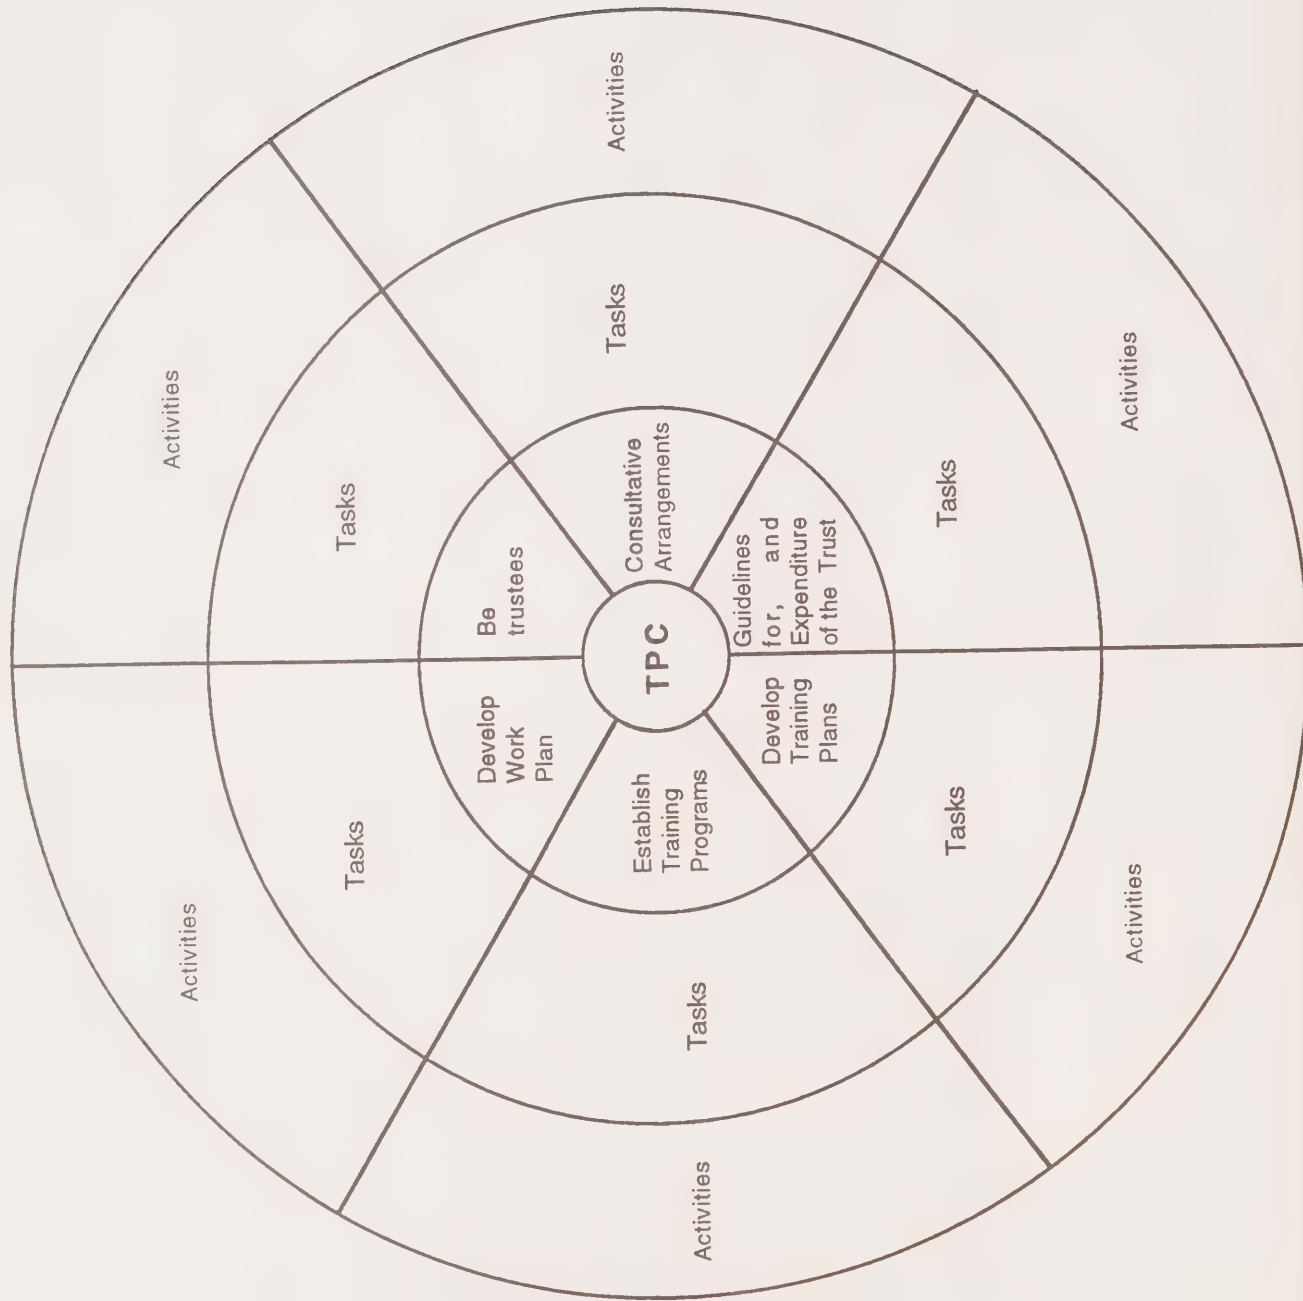 Activities
Activities
Tasks
Tasks
Develop
Work
Plan
Be
trustees
Activities
Tasks
Establish
Training
Programs
TPC
Consultative
Arrangements
Tasks
Activities
Develop
Training
Plans
Guidelines
for, and
Expenditure
of the Trust
Tasks
Tasks
Activities
Activities